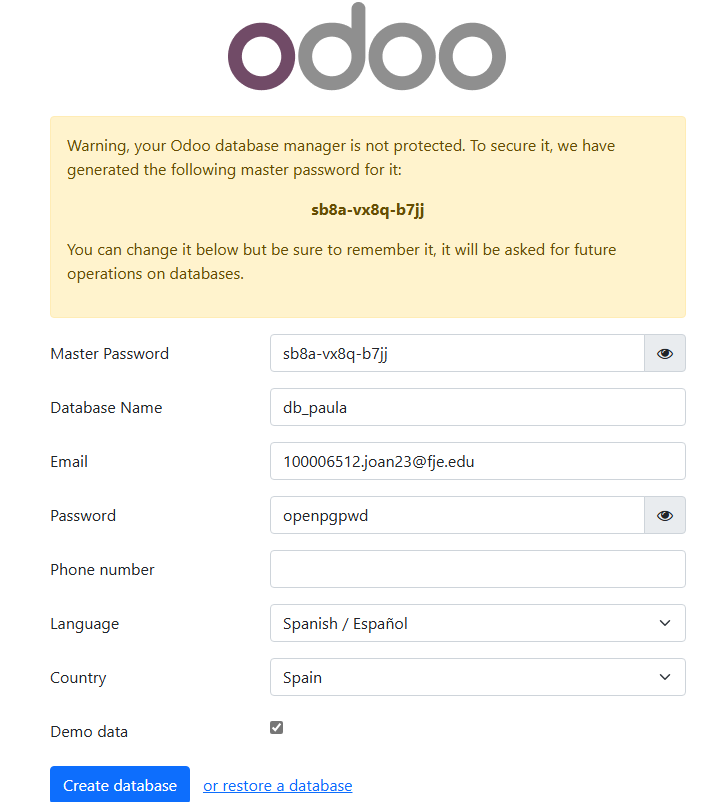 odoo
Warning, your Odoo database manager is not protected. To secure it, we have
generated the following master password for it:
sb8a-vx8q-b7jj
You can change it below but be sure to remember it, it will be asked for future
operations on databases.
Master Password sb8a-vx8q-b7jj
Database Name db_paula
Email 100006512.joan23@fje.edu
Password openpgpwd
Phone number
Language Spanish / Español
Country Spain
Demo data
Create database or restore a database